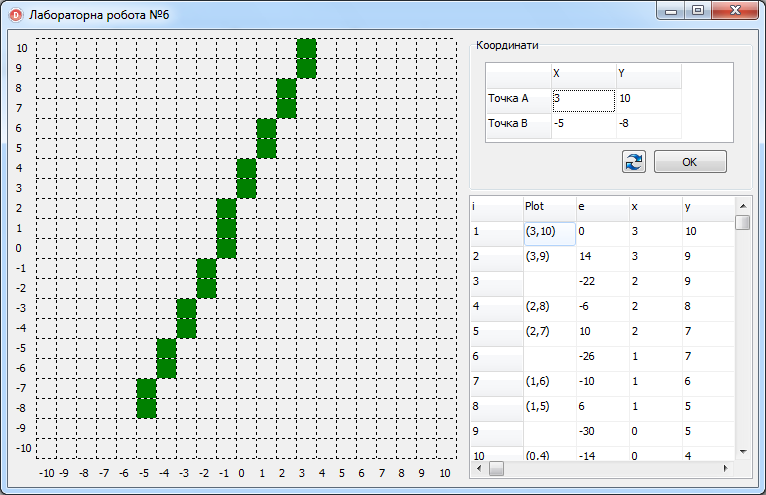 Лабораторна робота №6
10
9
8
7
6
5
4
3
2
1
0
-1
-2
-3
-4
-5
-6
-7
-8
-9
-10
-10 -9 -8 -7 -6 -5 -4 -3 -2 -1 0 1 2 3 4 5 6 7 8 9 10
Координати
X Y
Точка A 3 10
Точка B -5 -8
OK
i Plot e x y
1 (3,10) 0 3 10
2 (3,9) 14 3 9
3 -22 2 9
4 (2,8) -6 2 8
5 (2,7) 10 2 7
6 -26 1 7
7 (1,6) -10 1 6
8 (1,5) 6 1 5
9 -30 0 5
10 (0,4) -14 0 4